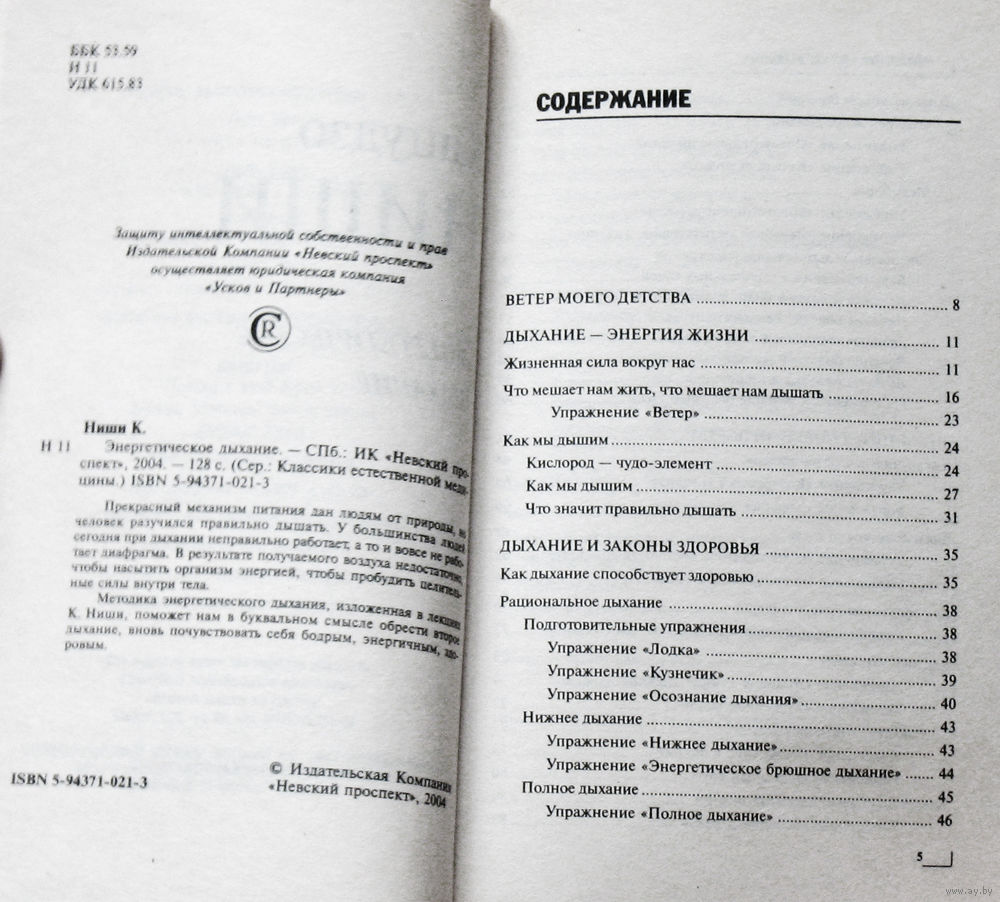 ББК 53.59
Н 11
УДК 615.83
Защиту интеллектуальной собственности и прав
Издательской Компании «Невский проспект»
осуществляет юридическая компания
«Усков и Партнеры»
CR
Ниши К.
Н 11 Энергетическое дыхание. — СПб.: ИК «Невский про-
спект», 2004. — 128 с. (Сер.: Классики естественной меди-
цины.) ISBN 5-94371-021-3
Прекрасный механизм питания дан людям от природы, но
человек разучился правильно дышать. У большинства людей
сегодня при дыхании неправильно работает, а то и вовсе не рабо-
тает диафрагма. В результате получаемого воздуха недостаточно,
чтобы насытить организм энергией, чтобы пробудить целитель-
ные силы внутри тела.
Методика энергетического дыхания, изложенная в лекциях
К. Ниши, поможет нам в буквальном смысле обрести второе
дыхание, вновь почувствовать себя бодрым, энергичным, здо-
ровым.
ISBN 5-94371-021-3
© Издательская Компания
«Невский проспект», 2004
СОДЕРЖАНИЕ
ВЕТЕР МОЕГО ДЕТСТВА 8
ДЫХАНИЕ — ЭНЕРГИЯ ЖИЗНИ 11
Жизненная сила вокруг нас 11
Что мешает нам жить, что мешает нам дышать 16
Упражнение «Ветер» 23
Как мы дышим 24
Кислород — чудо-элемент 24
Как мы дышим 27
Что значит правильно дышать 31
ДЫХАНИЕ И ЗАКОНЫ ЗДОРОВЬЯ 35
Как дыхание способствует здоровью 35
Рациональное дыхание 38
Подготовительные упражнения 38
Упражнение «Лодка» 38
Упражнение «Кузнечик» 39
Упражнение «Осознание дыхания» 40
Нижнее дыхание 43
Упражнение «Нижнее дыхание» 43
Упражнение «Энергетическое брюшное дыхание» 44
Полное дыхание 45
Упражнение «Полное дыхание» 46
5
www.ay.by